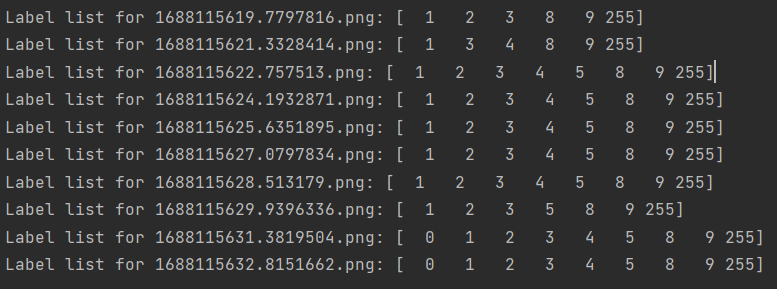 Label list for 1688115619.7797816.png: [  1   2   3   8   9 255]
Label list for 1688115621.3328414.png: [  1   3   4   8   9 255]
Label list for 1688115622.757513.png: [  1   2   3   4   5   8   9 255]
Label list for 1688115624.1932871.png: [  1   2   3   4   5   8   9 255]
Label list for 1688115625.6351895.png: [  1   2   3   4   5   8   9 255]
Label list for 1688115627.0797834.png: [  1   2   3   4   5   8   9 255]
Label list for 1688115628.513179.png: [  1   2   3   4   5   8   9 255]
Label list for 1688115629.9396336.png: [  1   2   3   5   8   9 255]
Label list for 1688115631.3819504.png: [  0   1   2   3   4   5   8   9 255]
Label list for 1688115632.8151662.png: [  0   1   2   3   4   5   8   9 255]